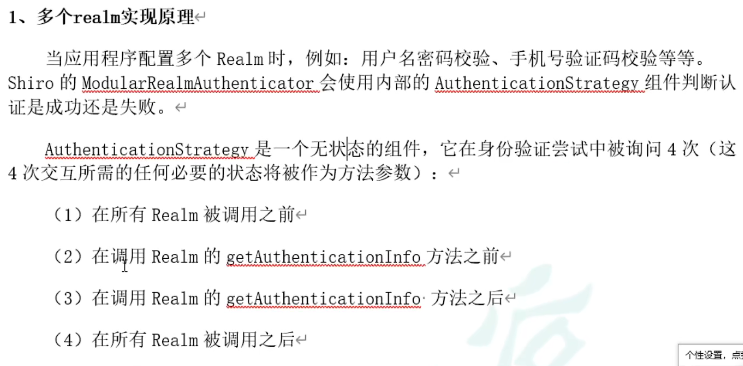 1、多个realm实现原理
当应用程序配置多个 Realm 时，例如：用户名密码校验、手机号验证码校验等等。
Shiro 的 ModularRealmAuthenticator 会使用内部的 AuthenticationStrategy 组件判断认
证是成功还是失败。
AuthenticationStrategy 是一个无状态的组件，它在身份验证尝试中被询问 4 次（这
4 次交互所需的任何必要的状态将被作为方法参数）：
（1）在所有 Realm 被调用之前
（2）在调用 Realm 的 getAuthenticationInfo 方法之前
（3）在调用 Realm 的 getAuthenticationInfo 方法之后
（4）在所有 Realm 被调用之后
个性设置，点